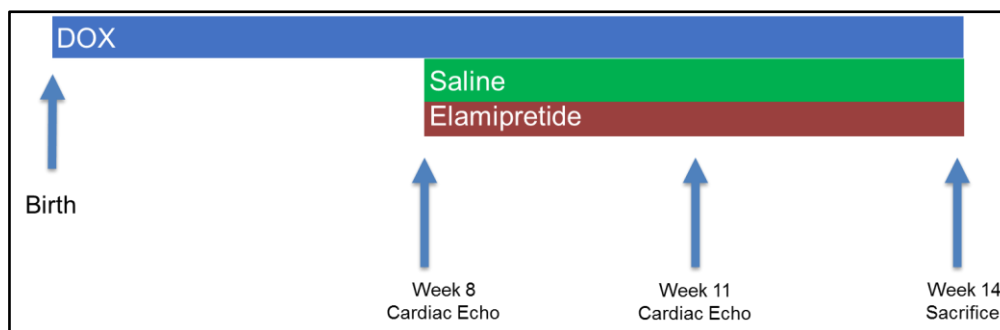 DOX
Saline
Elamipretide
Birth
Week 8
Cardiac Echo
Week 11
Cardiac Echo
Week 14
Sacrifice